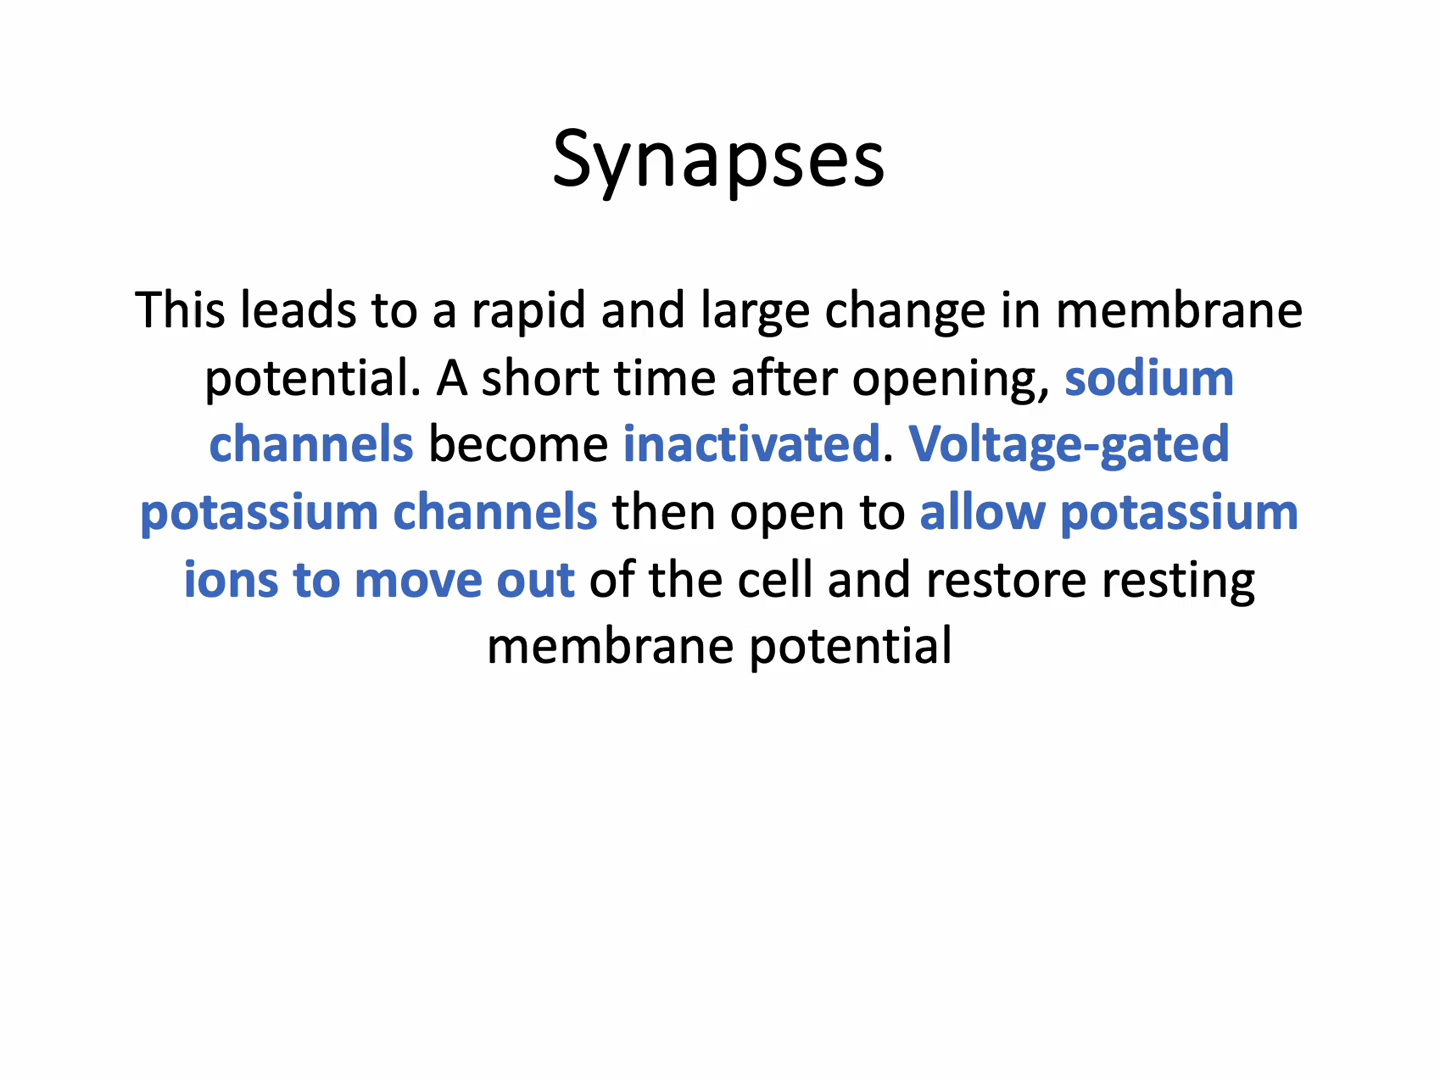 Synapses
This leads to a rapid and large change in membrane
potential. A short time after opening, sodium
channels become inactivated. Voltage-gated
potassium channels then open to allow potassium
ions to move out of the cell and restore resting
membrane potential